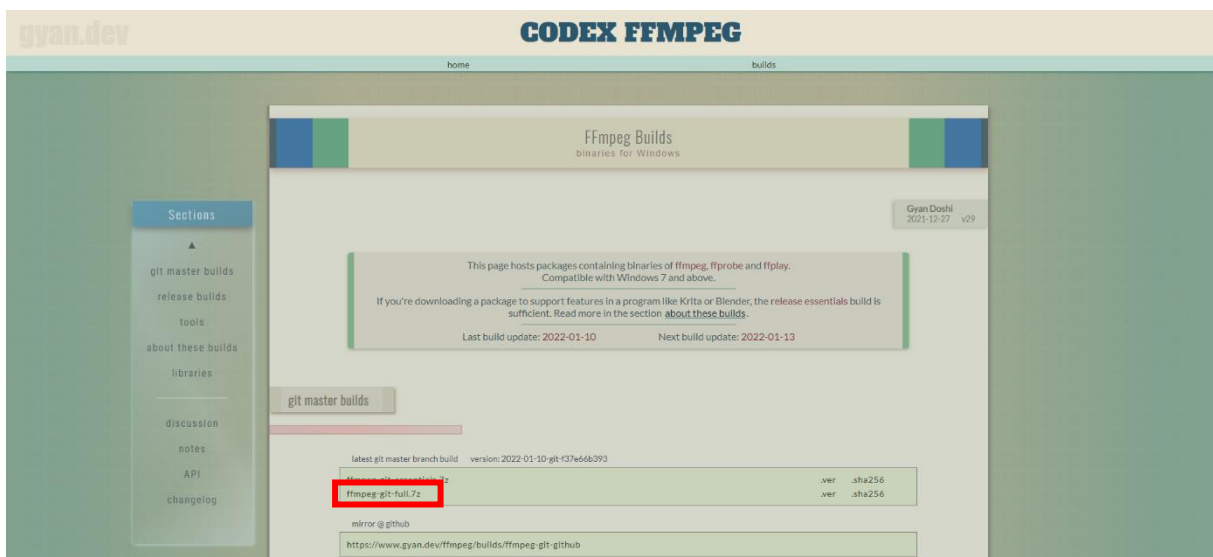 gyan.dev
CODEX FFMPEG
home
builds
FFmpeg Builds
binaries for Windows
Gyan Doshi
2021-12-27 v29
Sections
▲
git master builds
release builds
tools
about these builds
libraries
discussion
notes
API
changelog
This page hosts packages containing binaries of ffmpeg, ffprobe and ffplay.
Compatible with Windows 7 and above.
If you're downloading a package to support features in a program like Krita or Blender, the release essentials build is
sufficient. Read more in the section about these builds.
Last build update: 2022-01-10 Next build update: 2022-01-13
git master builds
latest git master branch build version: 2022-01-10-git-f37e66b393
ffmpeg-git-essentials.7z .ver .sha256
ffmpeg-git-full.7z .ver .sha256
mirror @ github
https://www.gyan.dev/ffmpeg/builds/ffmpeg-git-github